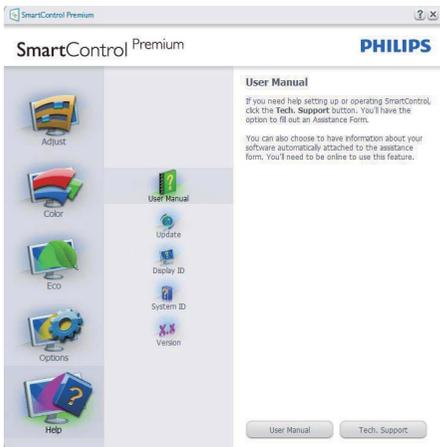 SmartControl Premium
? X
SmartControl Premium
PHILIPS
User Manual
If you need help setting up or operating SmartControl,
click the Tech. Support button. You'll have the
option to fill out an Assistance Form.
You can also choose to have information about your
software automatically attached to the assistance
form. You'll need to be online to use this feature.
Adjust
Color
Eco
Options
?
Help
?
User Manual
Update
Display ID
?
System ID
X.X
Version
User Manual
Tech. Support